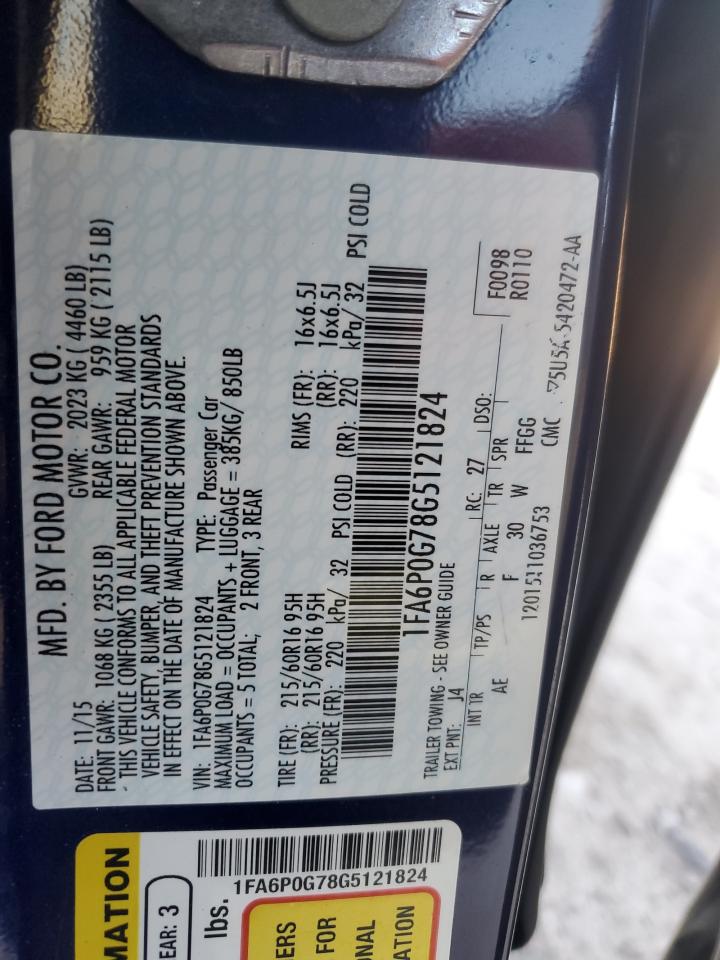 MFD. BY FORD MOTOR CO.
DATE: 11/15 GVWR: 2023 KG ( 4460 LB)
FRONT GAWR: 1068 KG ( 2355 LB) REAR GAWR: 959 KG ( 2115 LB)
- THIS VEHICLE CONFORMS TO ALL APPLICABLE FEDERAL MOTOR
VEHICLE SAFETY, BUMPER, AND THEFT PREVENTION STANDARDS
IN EFFECT ON THE DATE OF MANUFACTURE SHOWN ABOVE.
VIN: 1FA6P0G78G5121824 TYPE: Passenger Car
MAXIMUM LOAD = OCCUPANTS + LUGGAGE = 385KG/ 850LB
OCCUPANTS = 5 TOTAL; 2 FRONT, 3 REAR
TIRE (FR): 215/60R16 95H RIMS (FR): 16x6.5J
(RR): 215/60R16 95H (RR): 16x6.5J
PRESSURE (FR): 220 kPa/ 32 PSI COLD (RR): 220 kPa/ 32 PSI COLD
1FA6P0G78G5121824
TRAILER TOWING - SEE OWNER GUIDE
EXT PNT: J4 RC: 27 DSO: F0098
R0110
INT TR TP/PS R AXLE TR SPR
AE F 30 W FFGG
12015311036753 CMC 5U5A-5420472-AA
MATION
EAR: 3
lbs.
1FA6P0G78G5121824
ERS
FOR
ONAL
ATION